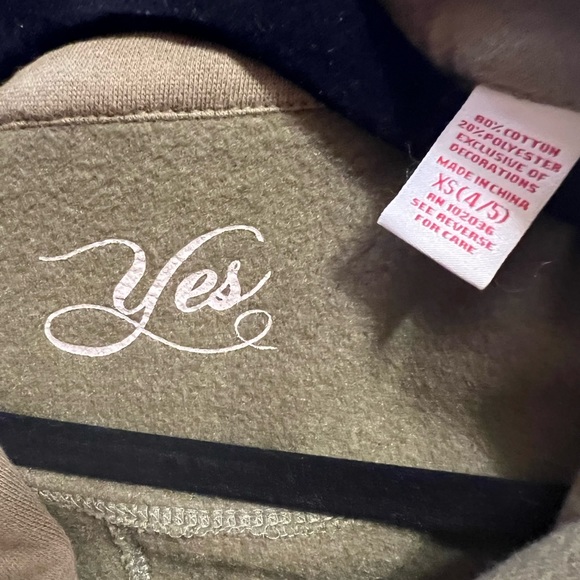 Yes
80% COTTON
20% POLYESTER
EXCLUSIVE OF
DECORATIONS
MADE IN CHINA
XS(4/5)
RN 102036
SEE REVERSE
FOR CARE